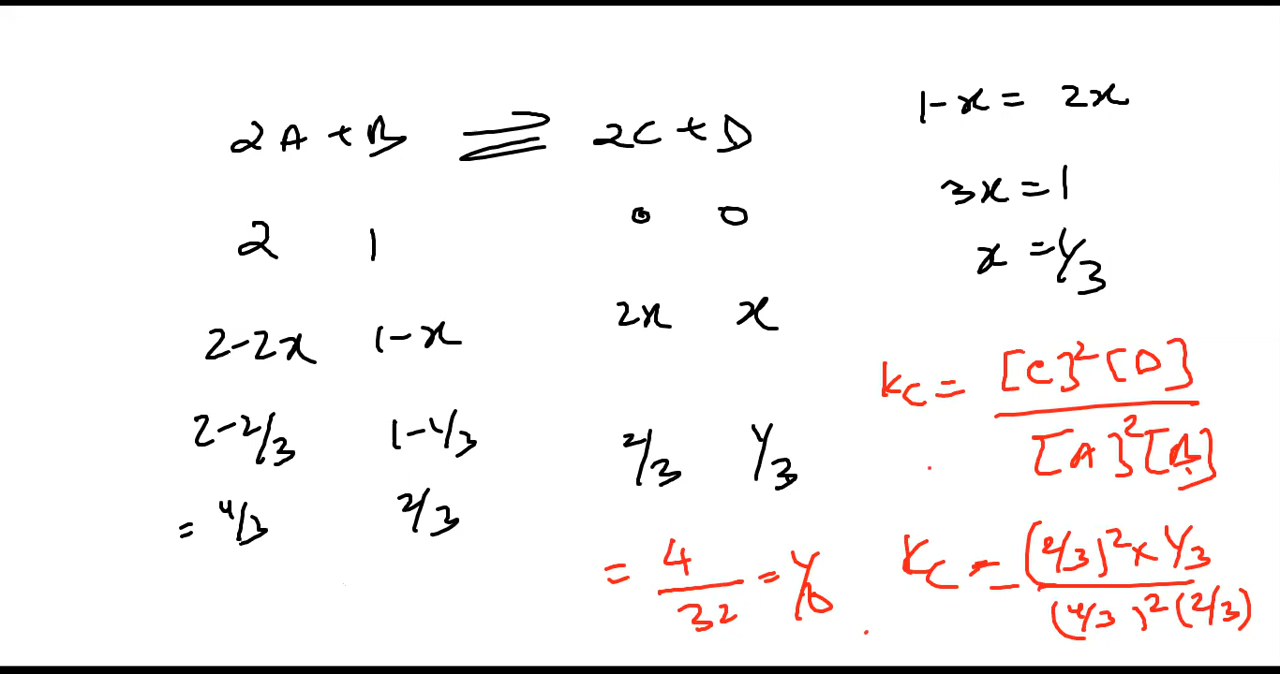 2A + B ⇌ 2C + D
2 1 0 0
2-2x 1-x 2x x
2-2/3 1-1/3 2/3 1/3
= 4/3 2/3
1-x = 2x
3x = 1
x = 1/3
Kc = [C]²[D] / [A]²[B]
Kc = (2/3)² x 1/3 / (4/3)² (2/3)
= 4/32 =